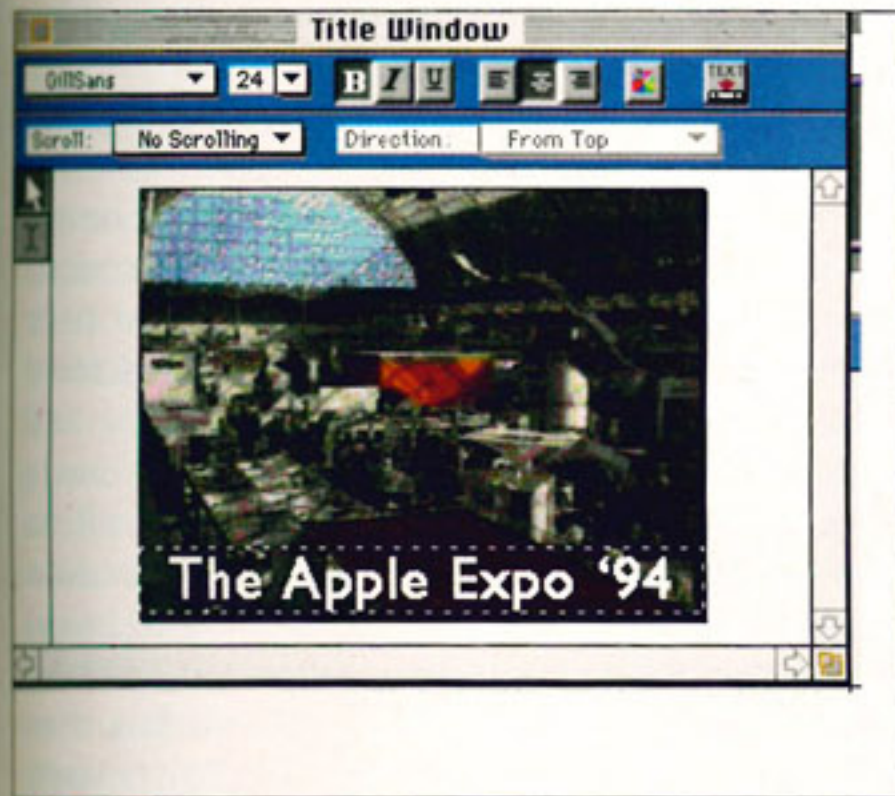 Title Window
GillSans 24 B I U TEXT
Scroll: No Scrolling Direction: From Top
The Apple Expo ‘94